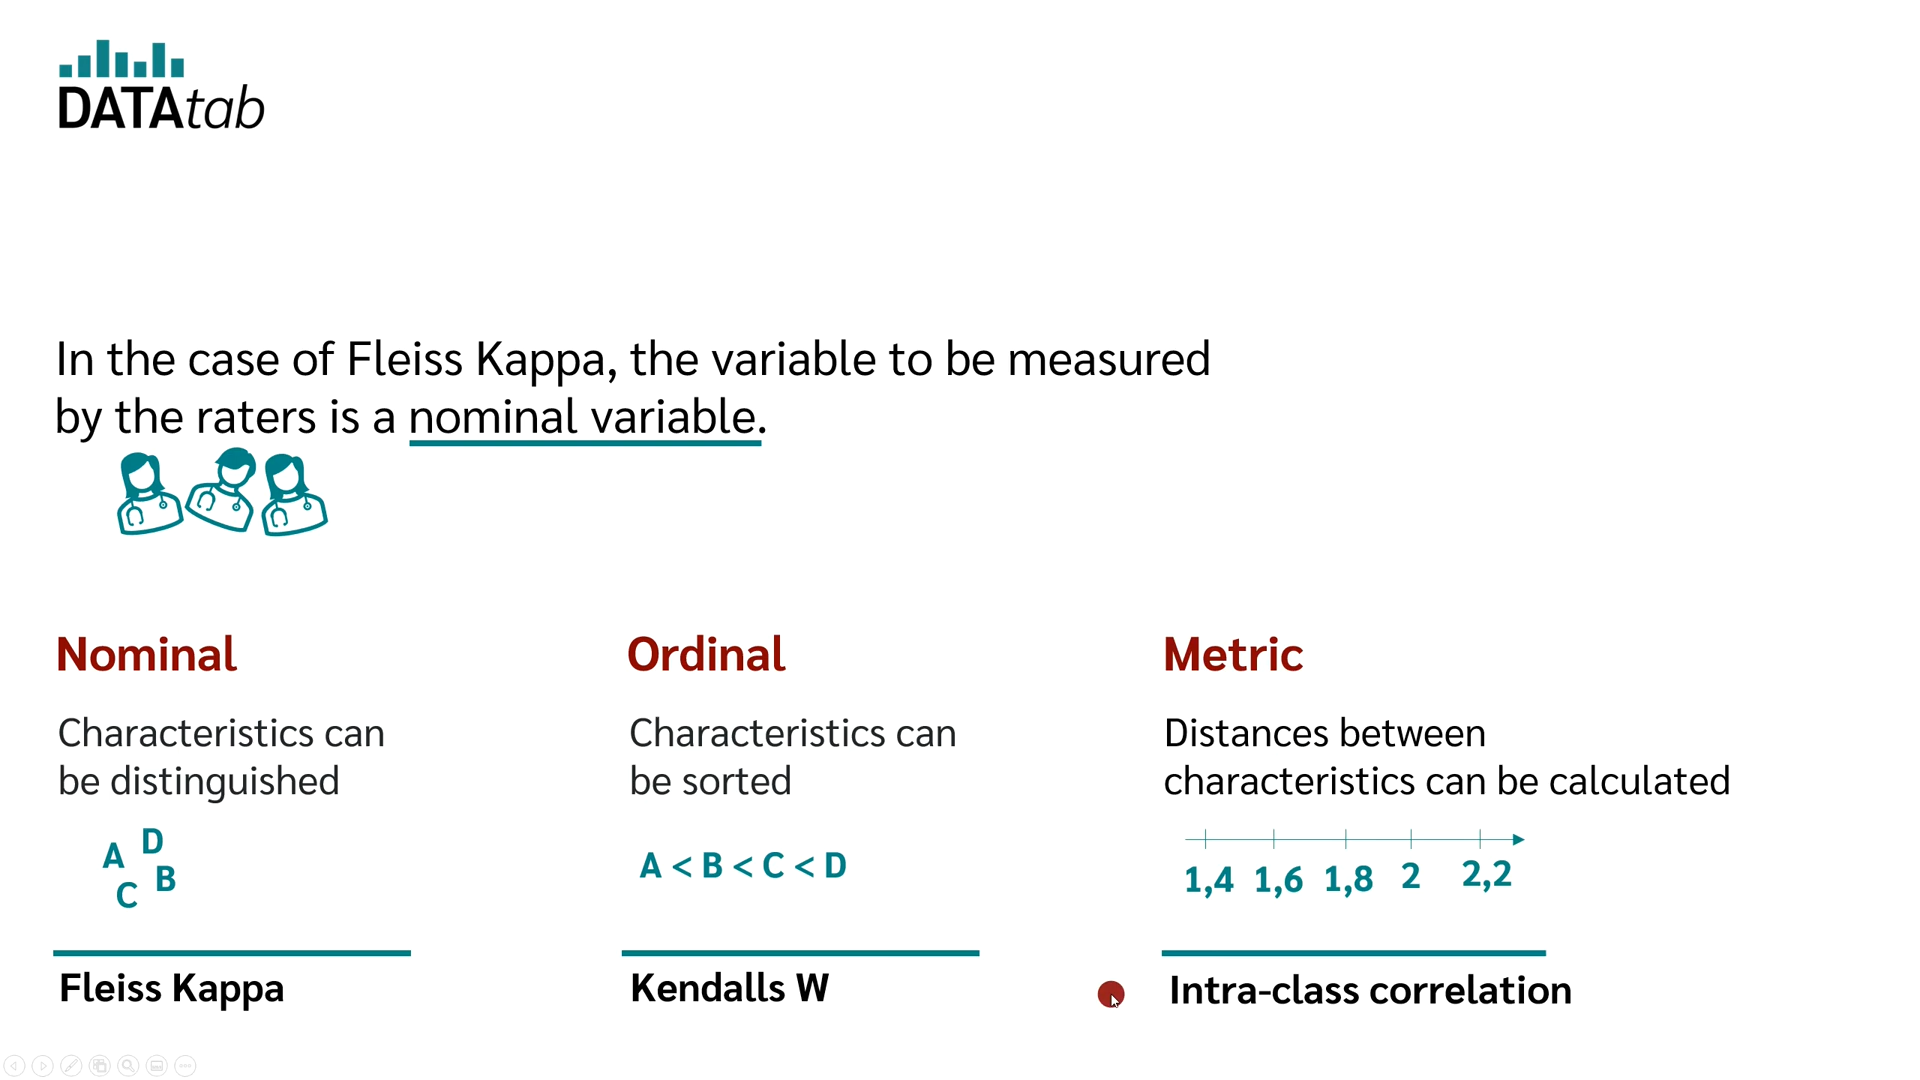 DATAtab
In the case of Fleiss Kappa, the variable to be measured
by the raters is a nominal variable.
Nominal
Characteristics can
be distinguished
A D
C B
Fleiss Kappa
Ordinal
Characteristics can
be sorted
A < B < C < D
Kendalls W
Metric
Distances between
characteristics can be calculated
1,4 1,6 1,8 2 2,2
Intra-class correlation